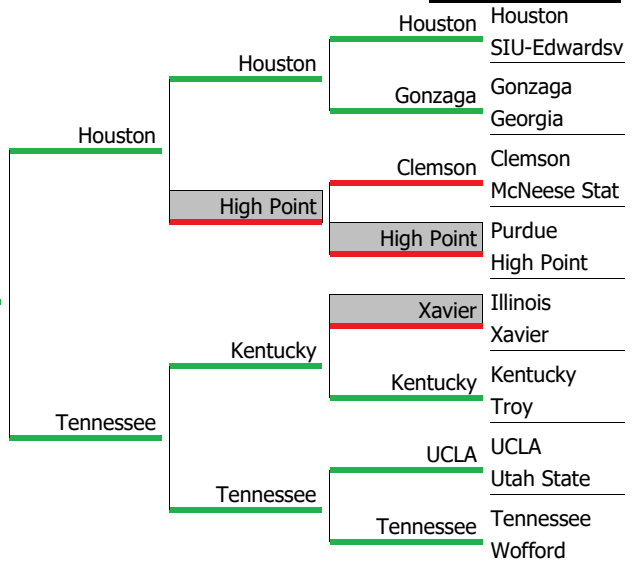 Houston
Houston
SIU-Edwardsv
Houston
Gonzaga
Gonzaga
Georgia
Houston
Clemson
Clemson
McNeese Stat
High Point
High Point
Purdue
High Point
Xavier
Illinois
Xavier
Kentucky
Kentucky
Kentucky
Troy
Tennessee
UCLA
UCLA
Utah State
Tennessee
Tennessee
Tennessee
Wofford